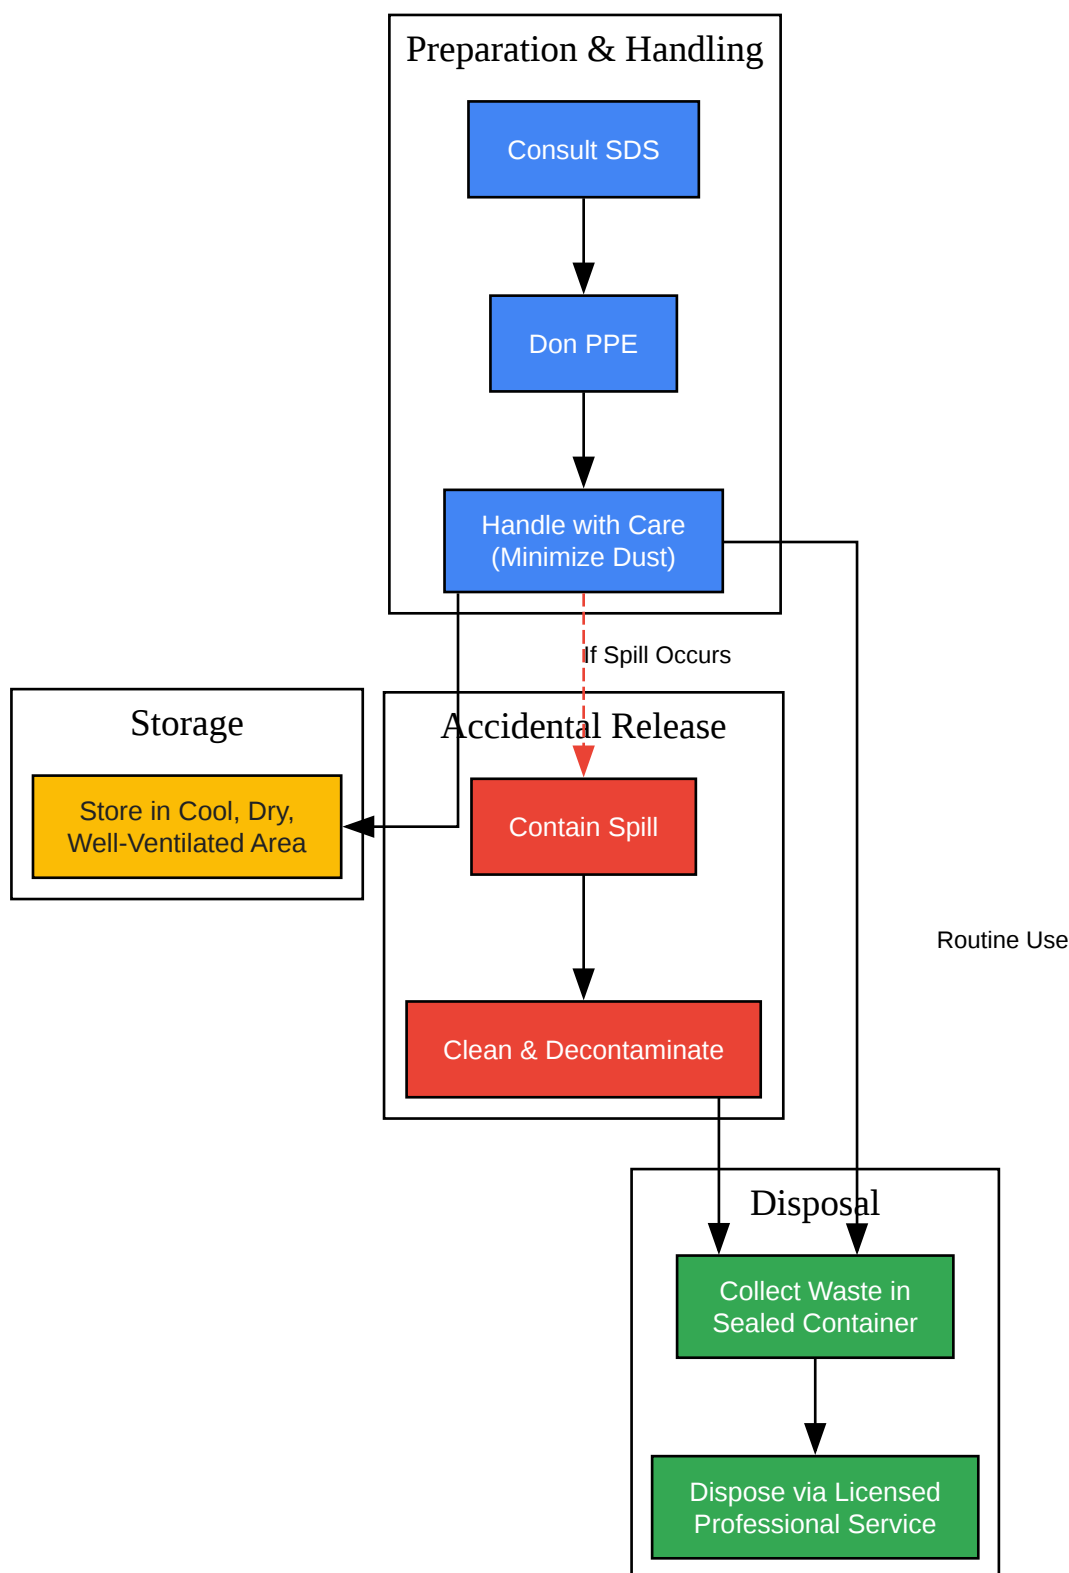 Preparation & Handling
Consult SDS
Don PPE
Handle with Care
(Minimize Dust)
If Spill Occurs
Storage
Store in Cool, Dry,
Well-Ventilated Area
Accidental Release
Contain Spill
Clean & Decontaminate
Routine Use
Disposal
Collect Waste in
Sealed Container
Dispose via Licensed
Professional Service